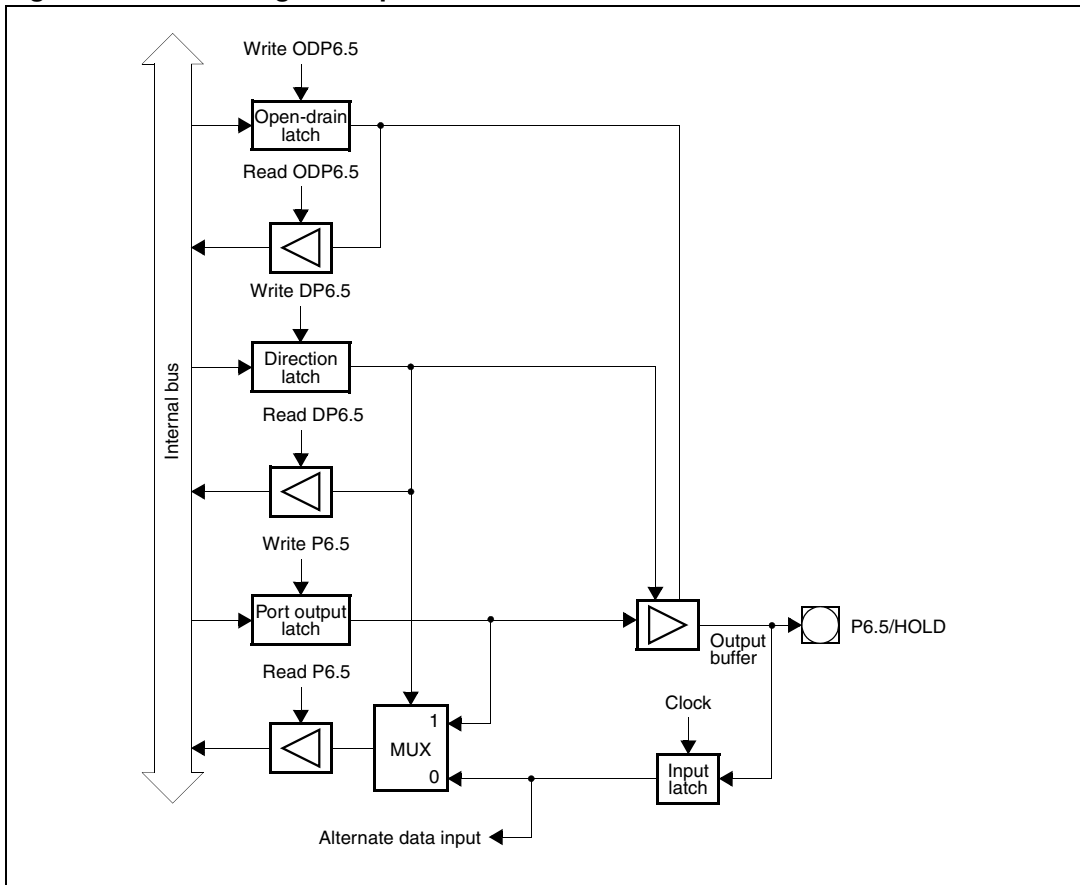 Write ODP6.5
Open-drain
latch
Read ODP6.5
Write DP6.5
Direction
latch
Internal bus
Read DP6.5
Write P6.5
Port output
latch
Output
buffer
P6.5/HOLD
Read P6.5
Clock
1
MUX
0
Input
latch
Alternate data input